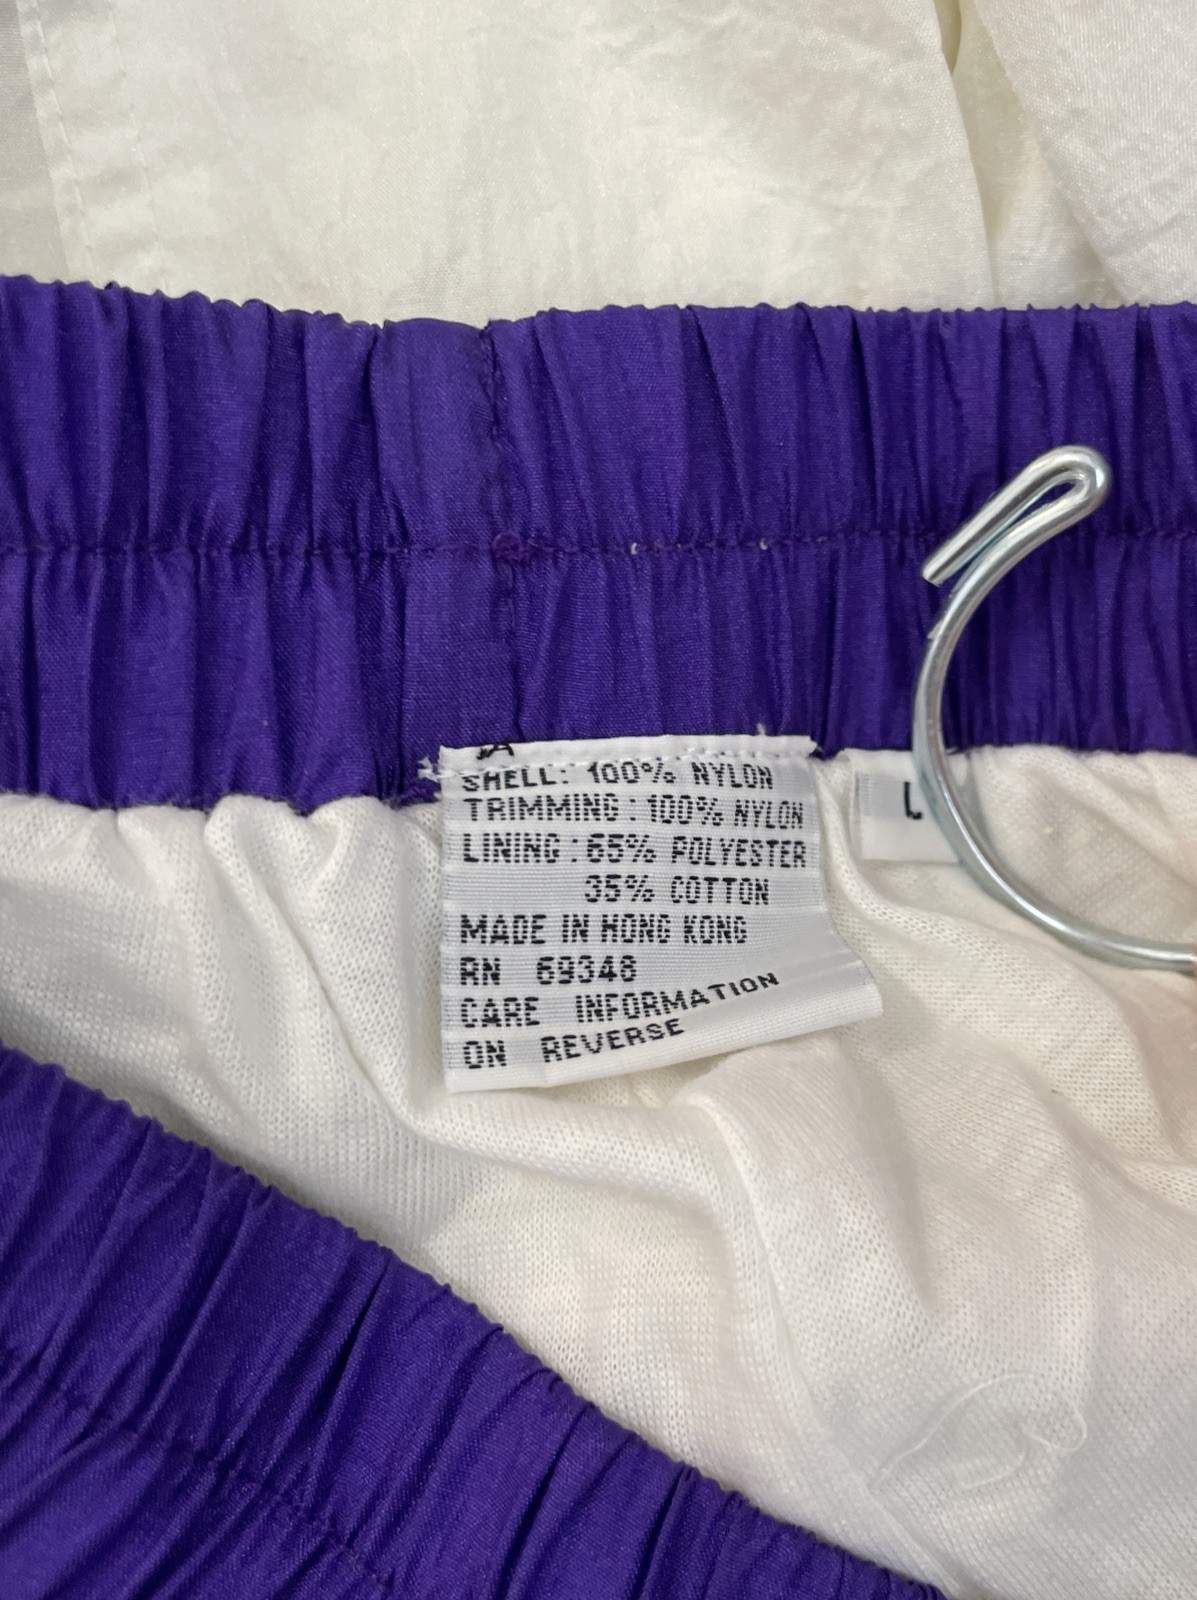 SHELL: 100% NYLON
TRIMMING: 100% NYLON
LINING: 65% POLYESTER
35% COTTON
MADE IN HONG KONG
RN 69348
CARE INFORMATION
ON REVERSE
L